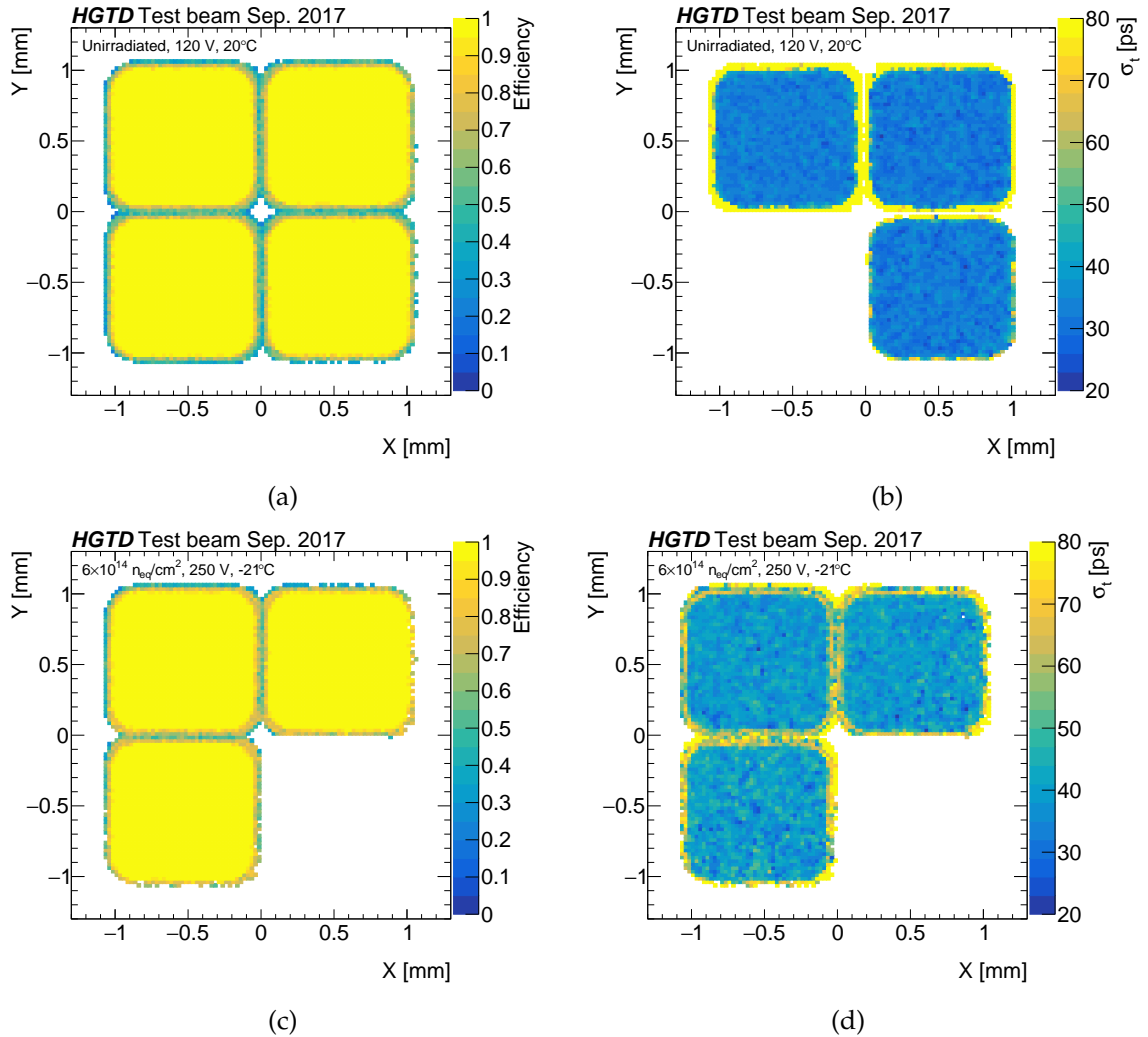 HGTD Test beam Sep. 2017
Unirradiated, 120 V, 20°C
Y [mm]
1
0.5
0
−0.5
−1
−1 −0.5 0 0.5 1
X [mm]
1
0.9
0.8
0.7
0.6
0.5
0.4
0.3
0.2
0.1
0
Efficiency
(a)
HGTD Test beam Sep. 2017
Unirradiated, 120 V, 20°C
Y [mm]
1
0.5
0
−0.5
−1
−1 −0.5 0 0.5 1
X [mm]
80
70
60
50
40
30
20
σt [ps]
(b)
HGTD Test beam Sep. 2017
6×10¹⁴ neq/cm², 250 V, -21°C
Y [mm]
1
0.5
0
−0.5
−1
−1 −0.5 0 0.5 1
X [mm]
1
0.9
0.8
0.7
0.6
0.5
0.4
0.3
0.2
0.1
0
Efficiency
(c)
HGTD Test beam Sep. 2017
6×10¹⁴ neq/cm², 250 V, -21°C
Y [mm]
1
0.5
0
−0.5
−1
−1 −0.5 0 0.5 1
X [mm]
80
70
60
50
40
30
20
σt [ps]
(d)